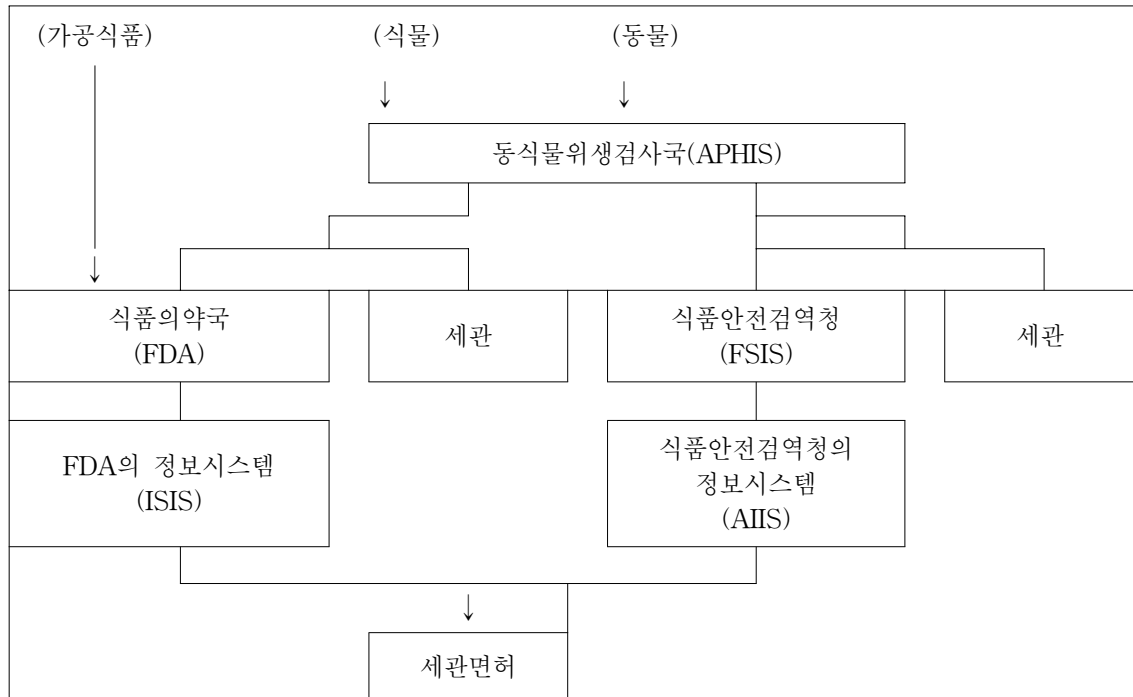 (가공식품) (식물) (동물)
↓ ↓
동식물위생검사국(APHIS)
↓
식품의약국
(FDA)
세관
식품안전검역청
(FSIS)
세관
FDA의 정보시스템
(ISIS)
식품안전검역청의
정보시스템
(AIIS)
↓
세관면허